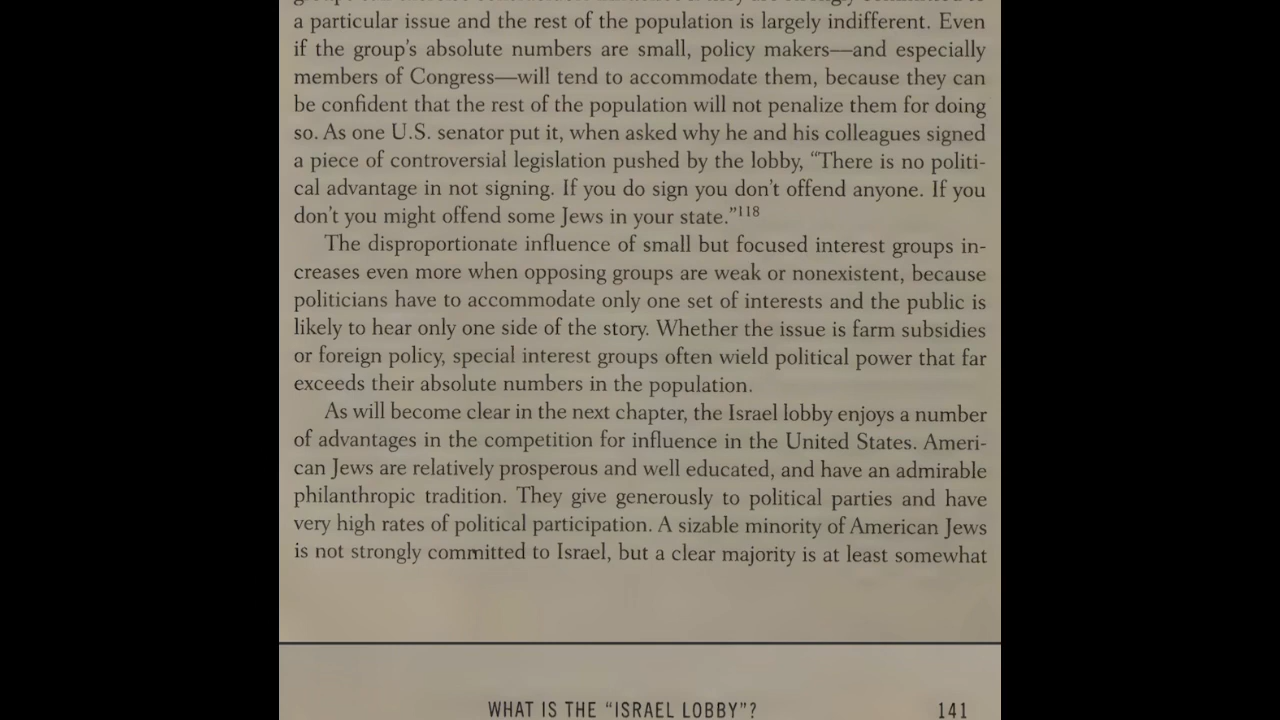 a particular issue and the rest of the population is largely indifferent. Even
if the group's absolute numbers are small, policy makers—and especially
members of Congress—will tend to accommodate them, because they can
be confident that the rest of the population will not penalize them for doing
so. As one U.S. senator put it, when asked why he and his colleagues signed
a piece of controversial legislation pushed by the lobby, “There is no politi-
cal advantage in not signing. If you do sign you don't offend anyone. If you
don't you might offend some Jews in your state.”118
The disproportionate influence of small but focused interest groups in-
creases even more when opposing groups are weak or nonexistent, because
politicians have to accommodate only one set of interests and the public is
likely to hear only one side of the story. Whether the issue is farm subsidies
or foreign policy, special interest groups often wield political power that far
exceeds their absolute numbers in the population.
As will become clear in the next chapter, the Israel lobby enjoys a number
of advantages in the competition for influence in the United States. Ameri-
can Jews are relatively prosperous and well educated, and have an admirable
philanthropic tradition. They give generously to political parties and have
very high rates of political participation. A sizable minority of American Jews
is not strongly committed to Israel, but a clear majority is at least somewhat
WHAT IS THE “ISRAEL LOBBY”? 141